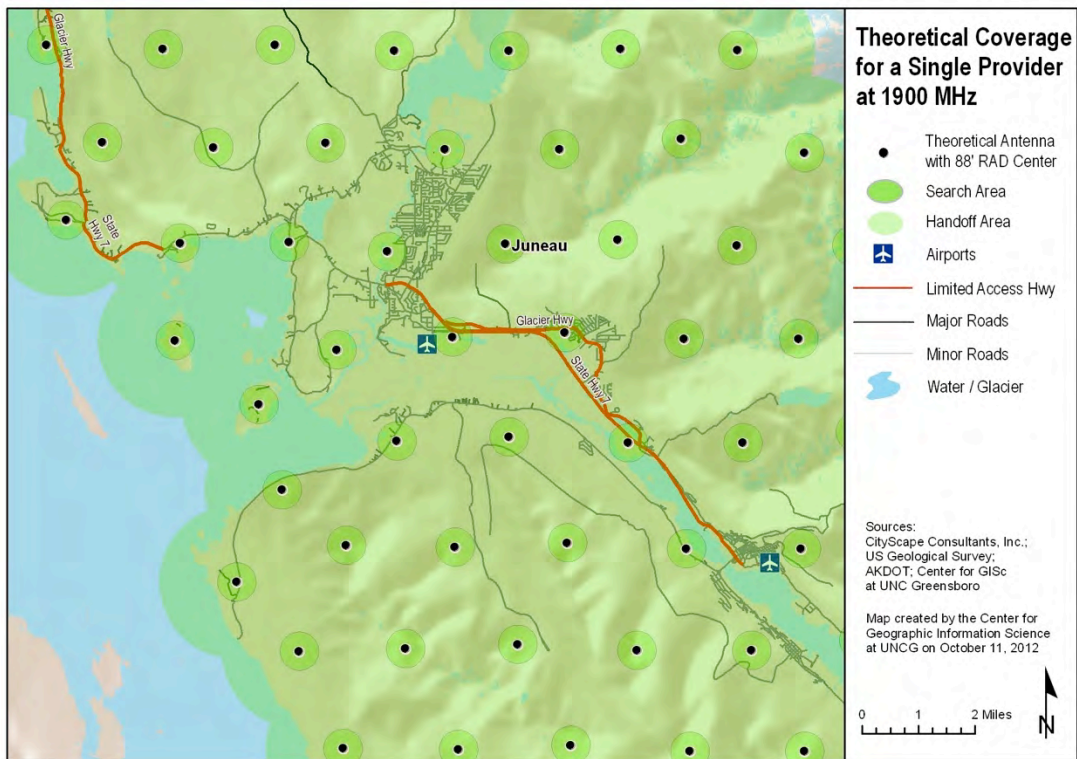 Glacier Hwy
State
Hwy 7
Juneau
Glacier Hwy
State Hwy 7
Theoretical Coverage
for a Single Provider
at 1900 MHz
Theoretical Antenna
with 88' RAD Center
Search Area
Handoff Area
Airports
Limited Access Hwy
Major Roads
Minor Roads
Water / Glacier
Sources:
CityScape Consultants, Inc.;
US Geological Survey;
AKDOT; Center for GISc
at UNC Greensboro
Map created by the Center for
Geographic Information Science
at UNCG on October 11, 2012
0 1 2 Miles
N